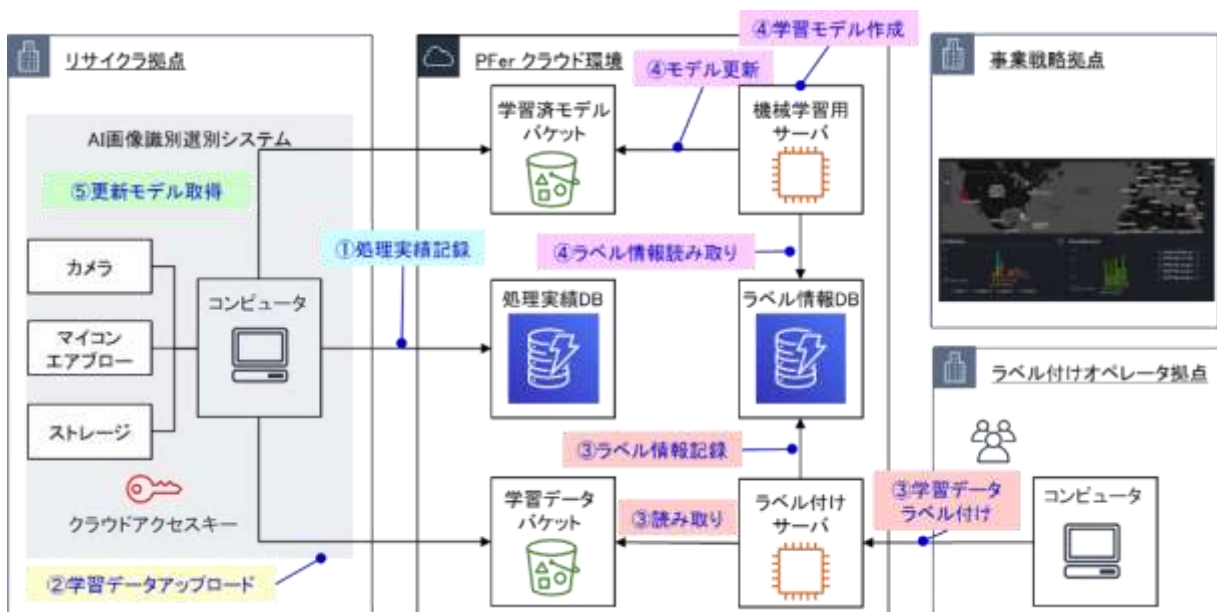 リサイクラ拠点
AI画像識別選別システム
⑤更新モデル取得
カメラ
マイコン
エアブロー
ストレージ
コンピュータ
クラウドアクセスキー
②学習データアップロード
①処理実績記録
PFer クラウド環境
学習済モデル
バケット
④モデル更新
④学習モデル作成
機械学習用
サーバ
④ラベル情報読み取り
処理実績DB
ラベル情報DB
③ラベル情報記録
学習データ
バケット
③読み取り
ラベル付け
サーバ
事業戦略拠点
ラベル付けオペレータ拠点
③学習データ
ラベル付け
コンピュータ